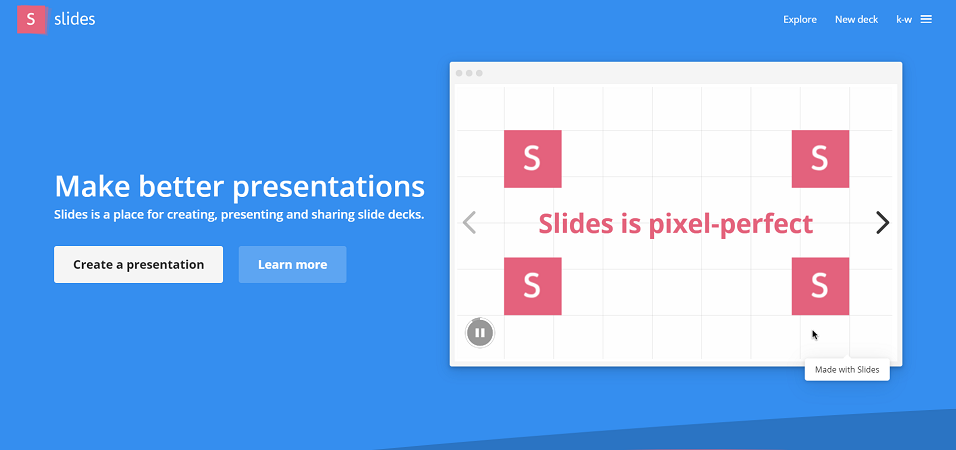 S slides
Explore
New deck
k-w
Make better presentations
Slides is a place for creating, presenting and sharing slide decks.
Create a presentation
Learn more
S
S
Slides is pixel-perfect
S
S
Made with Slides